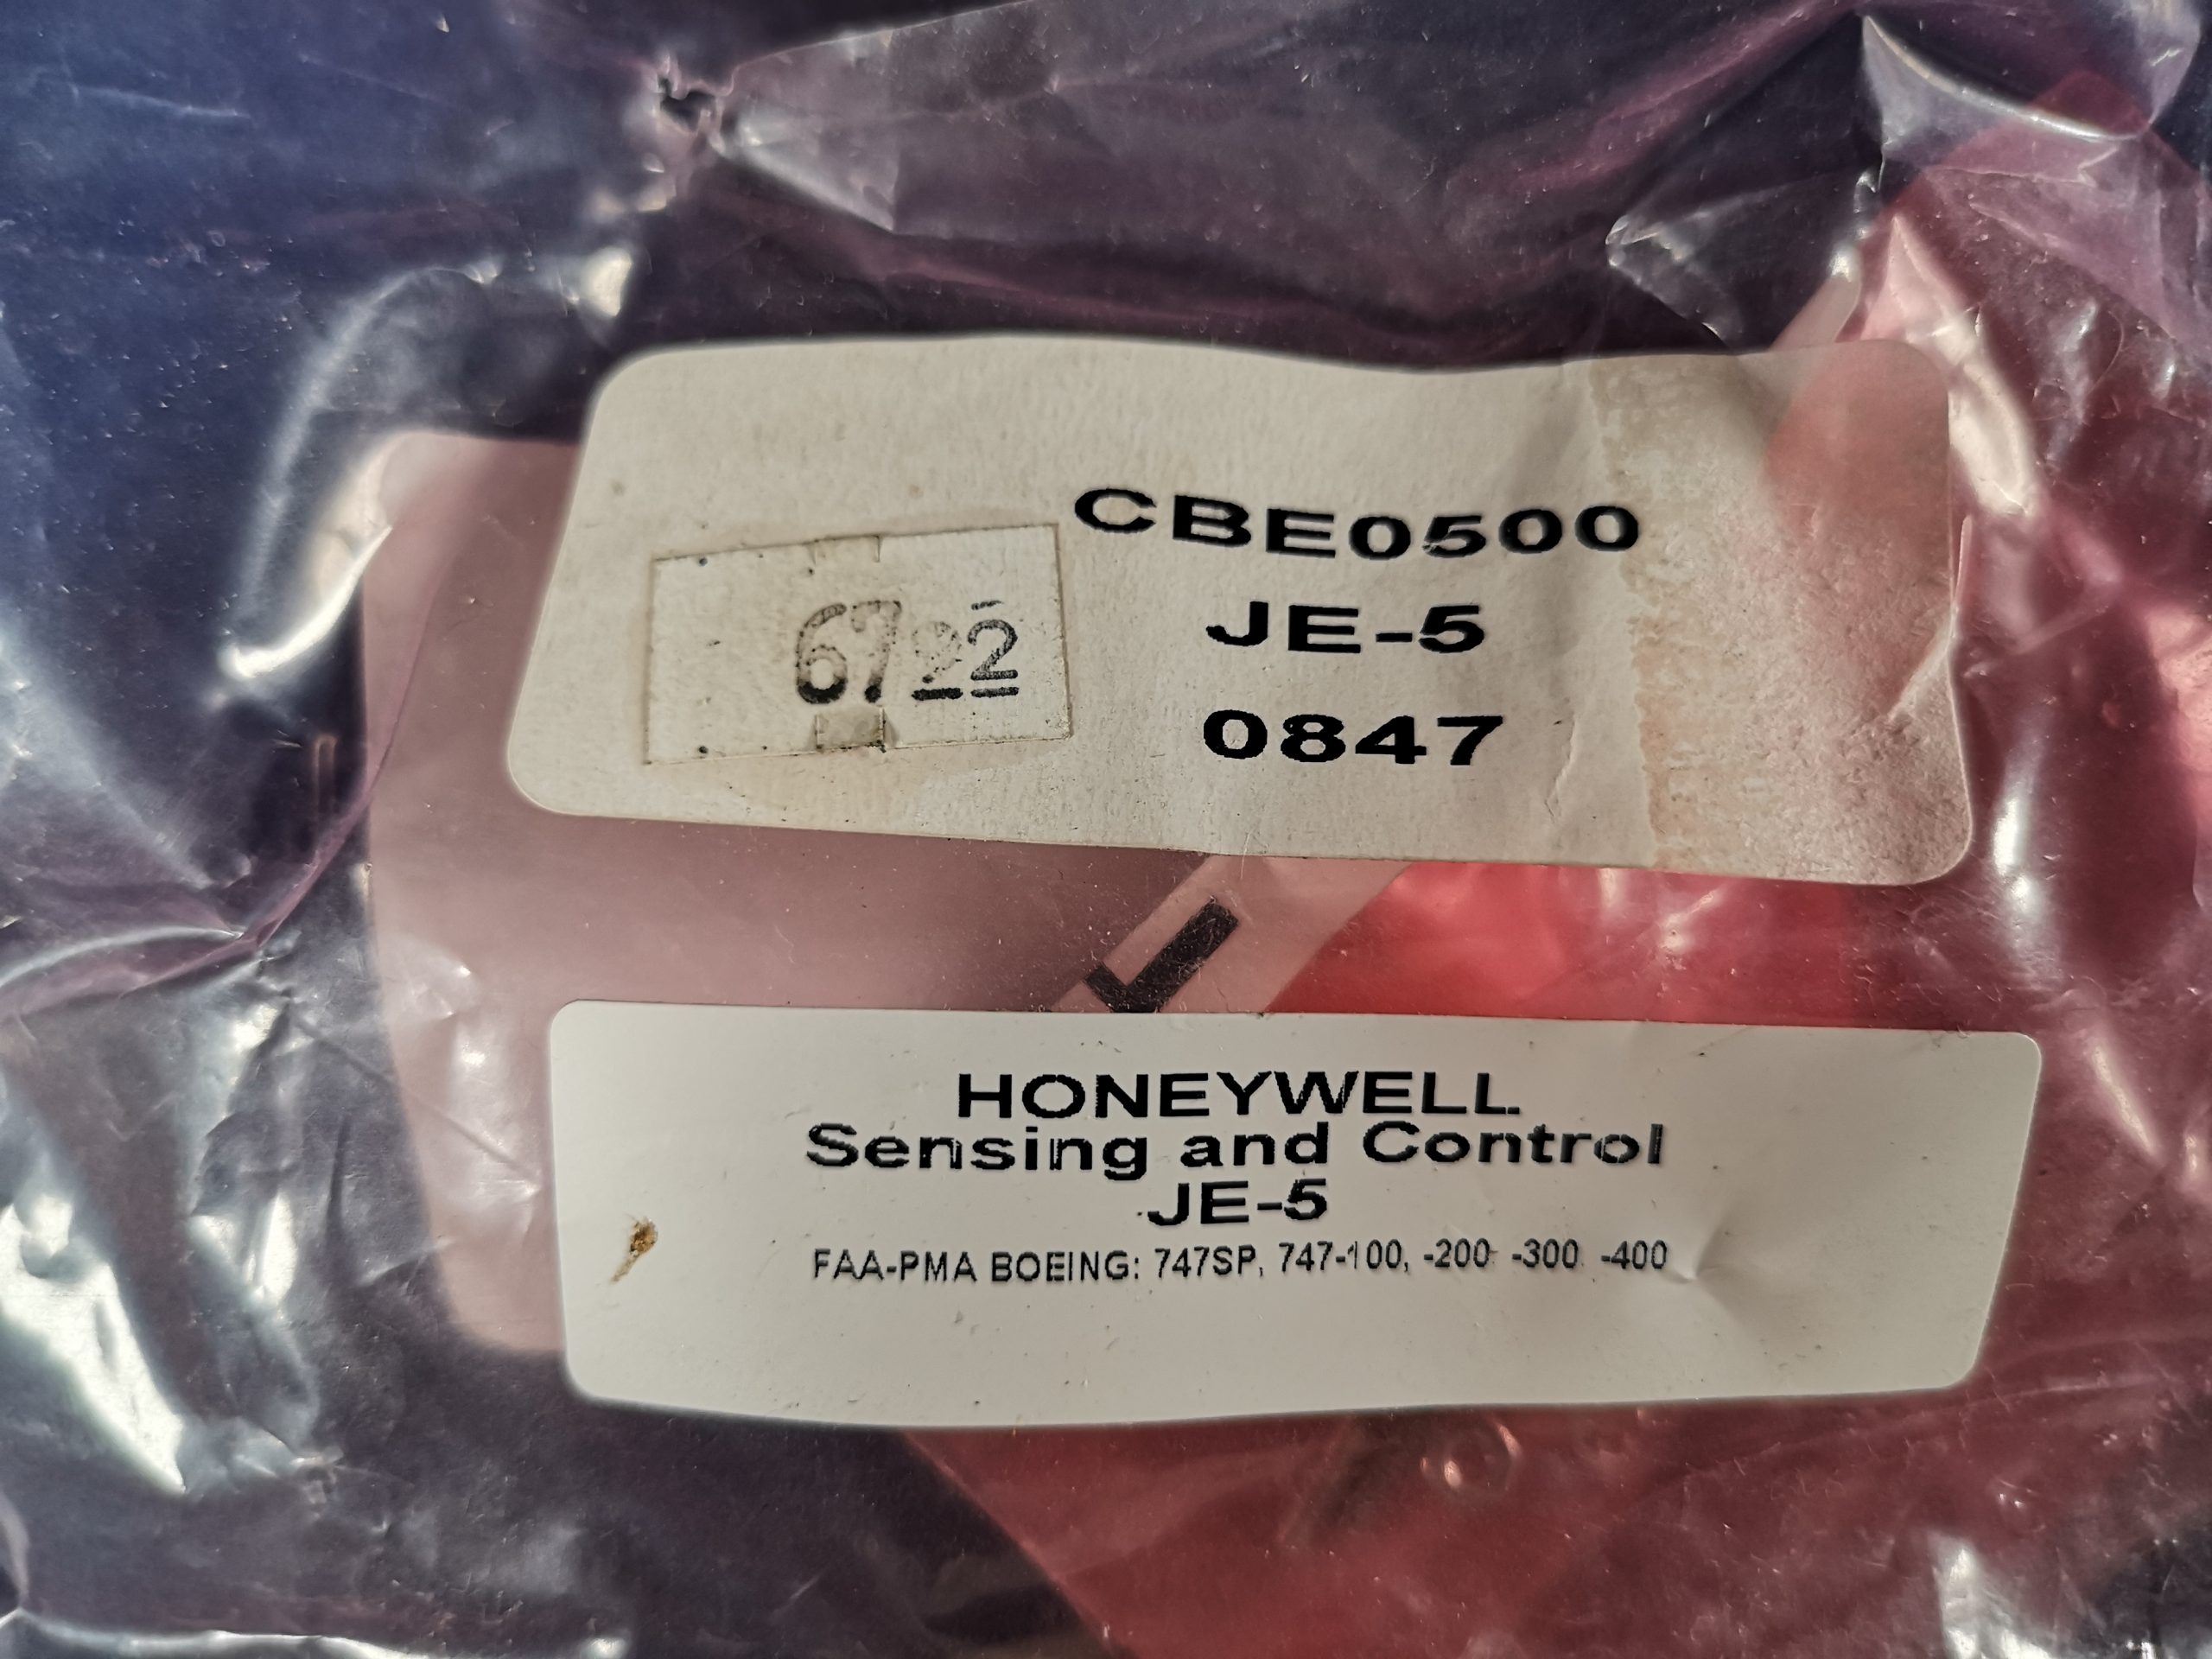 CBE0500
JE-5
0847
6722
HONEYWELL
Sensing and Control
JE-5
FAA-PMA BOEING: 747SP, 747-100, -200 -300 -400